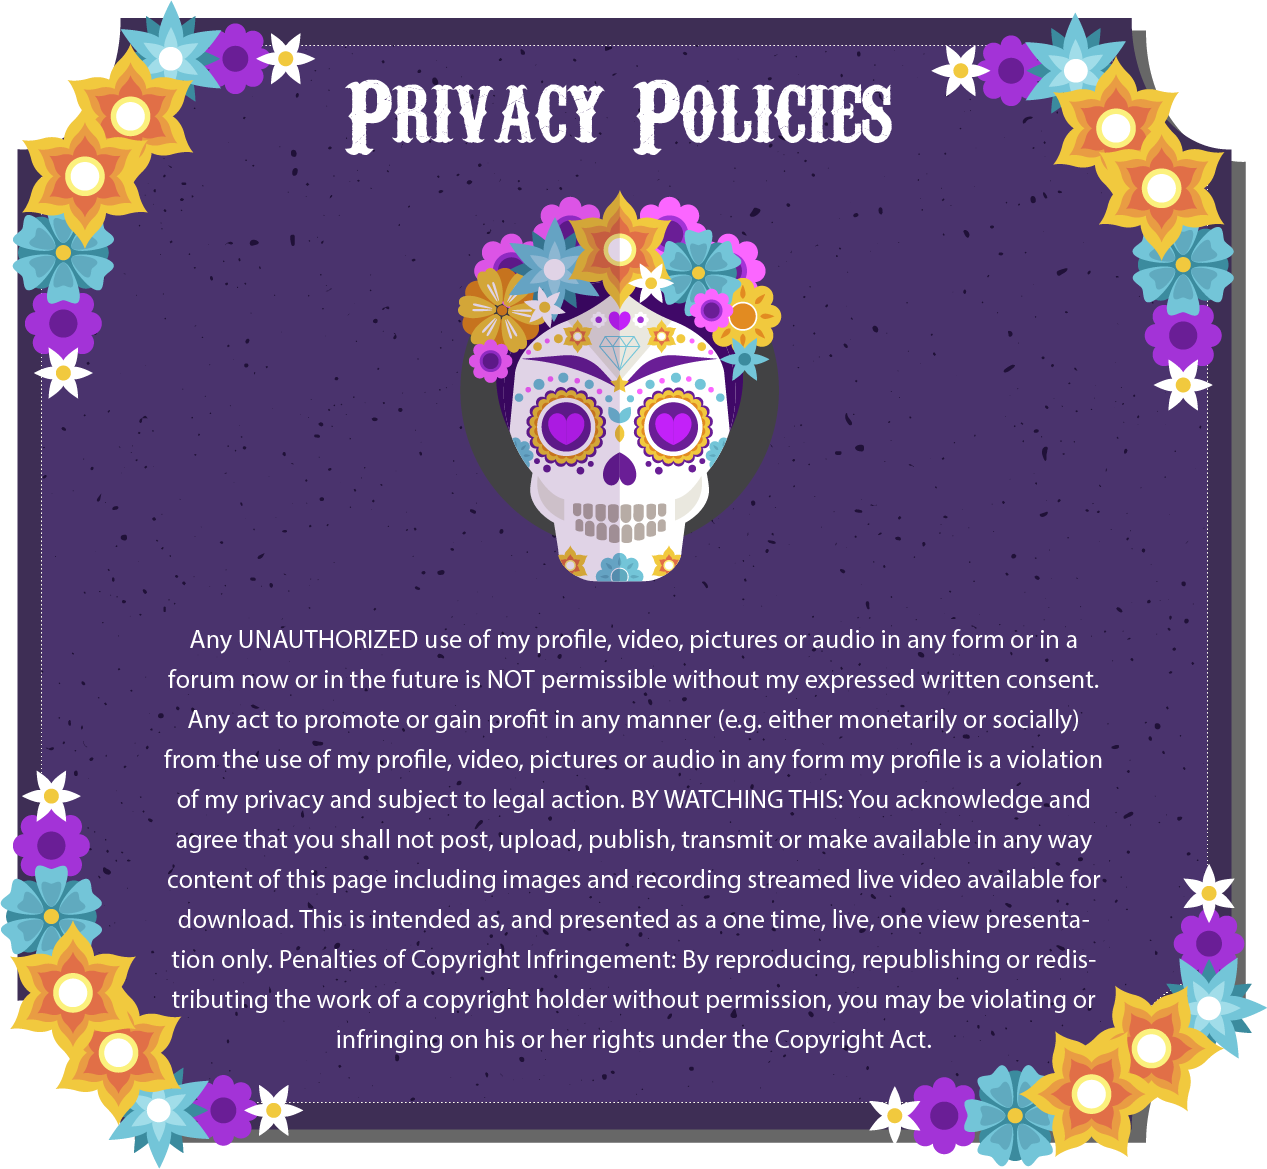 Privacy Policies
Any UNAUTHORIZED use of my profile, video, pictures or audio in any form or in a
forum now or in the future is NOT permissible without my expressed written consent.
Any act to promote or gain profit in any manner (e.g. either monetarily or socially)
from the use of my profile, video, pictures or audio in any form my profile is a violation
of my privacy and subject to legal action. BY WATCHING THIS: You acknowledge and
agree that you shall not post, upload, publish, transmit or make available in any way
content of this page including images and recording streamed live video available for
download. This is intended as, and presented as a one time, live, one view presenta-
tion only. Penalties of Copyright Infringement: By reproducing, republishing or redis-
tributing the work of a copyright holder without permission, you may be violating or
infringing on his or her rights under the Copyright Act.